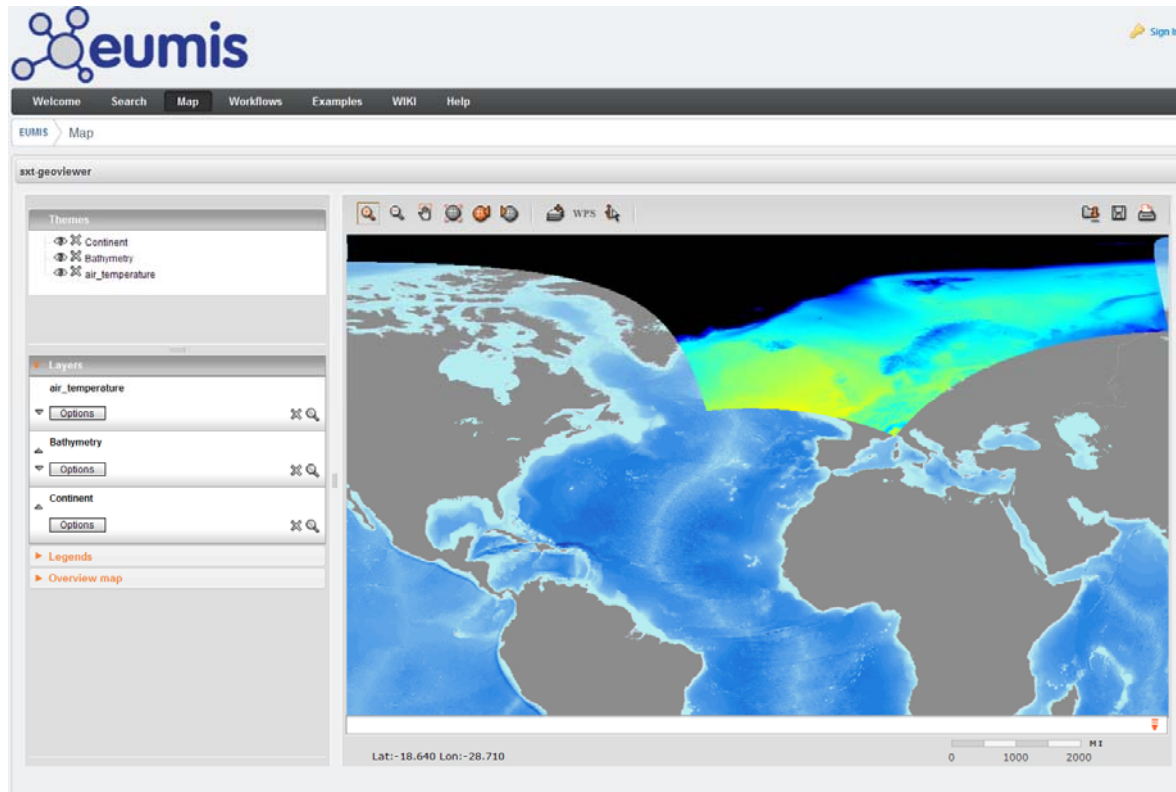 eumis
Sign In
Welcome Search Map Workflows Examples WIKI Help
EUMIS Map
sxt-geoviewer
Themes
Continent
Bathymetry
air_temperature
Layers
air_temperature
Options
Bathymetry
Options
Continent
Options
Legends
Overview map
WPS
Lat:-18.640 Lon:-28.710
MI
0 1000 2000